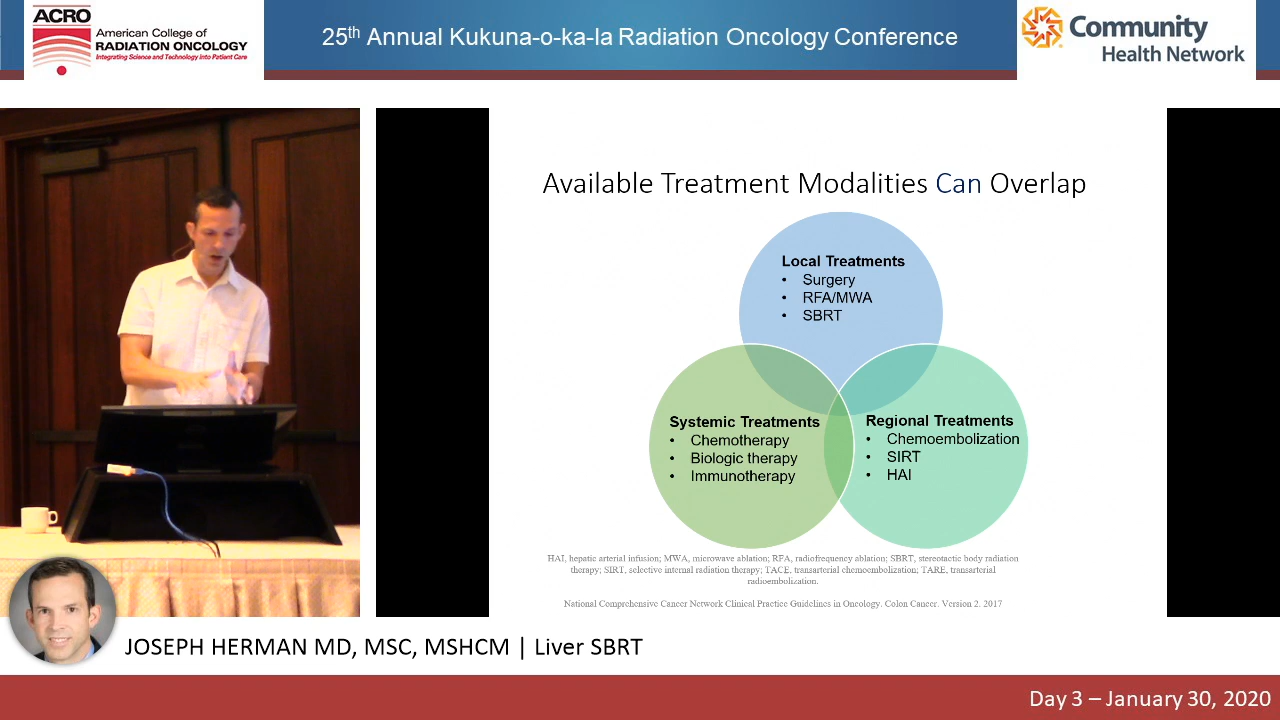 ACRO
American College of
RADIATION ONCOLOGY
Integrating Science and Technology Into Patient Care
25th Annual Kukuna-o-ka-la Radiation Oncology Conference
Community
Health Network
Available Treatment Modalities Can Overlap
Local Treatments
• Surgery
• RFA/MWA
• SBRT
Systemic Treatments
• Chemotherapy
• Biologic therapy
• Immunotherapy
Regional Treatments
• Chemoembolization
• SIRT
• HAI
HAI, hepatic arterial infusion; MWA, microwave ablation; RFA, radiofrequency ablation; SBRT, stereotactic body radiation
therapy; SIRT, selective internal radiation therapy; TACE, transarterial chemoembolization; TARE, transarterial
radioembolization.
National Comprehensive Cancer Network Clinical Practice Guidelines in Oncology. Colon Cancer. Version 2. 2017
JOSEPH HERMAN MD, MSC, MSHCM | Liver SBRT
Day 3 – January 30, 2020